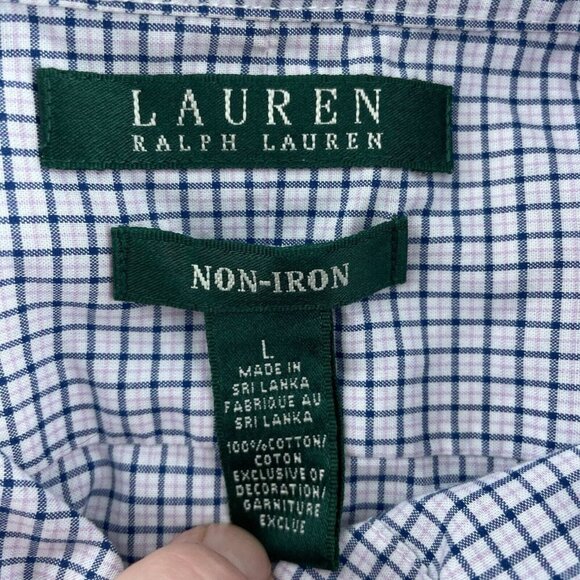 LAUREN
RALPH LAUREN
NON-IRON
L
MADE IN
SRI LANKA
FABRIQUE AU
SRI LANKA
100% COTTON/
COTON
EXCLUSIVE OF
DECORATION/
GARNITURE
EXCLUE